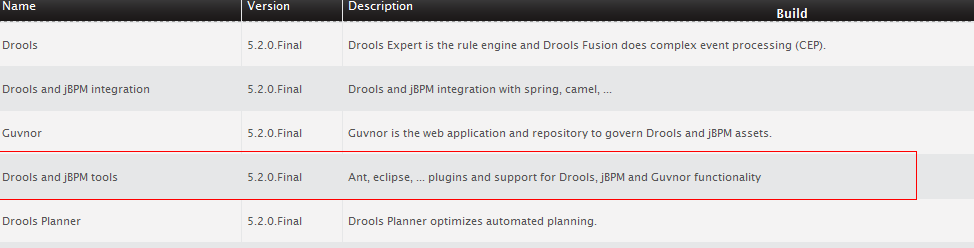 Name Version Description Build
Drools 5.2.0.Final Drools Expert is the rule engine and Drools Fusion does complex event processing (CEP).
Drools and jBPM integration 5.2.0.Final Drools and jBPM integration with spring, camel, ...
Guvnor 5.2.0.Final Guvnor is the web application and repository to govern Drools and jBPM assets.
Drools and jBPM tools 5.2.0.Final Ant, eclipse, ... plugins and support for Drools, jBPM and Guvnor functionality
Drools Planner 5.2.0.Final Drools Planner optimizes automated planning.